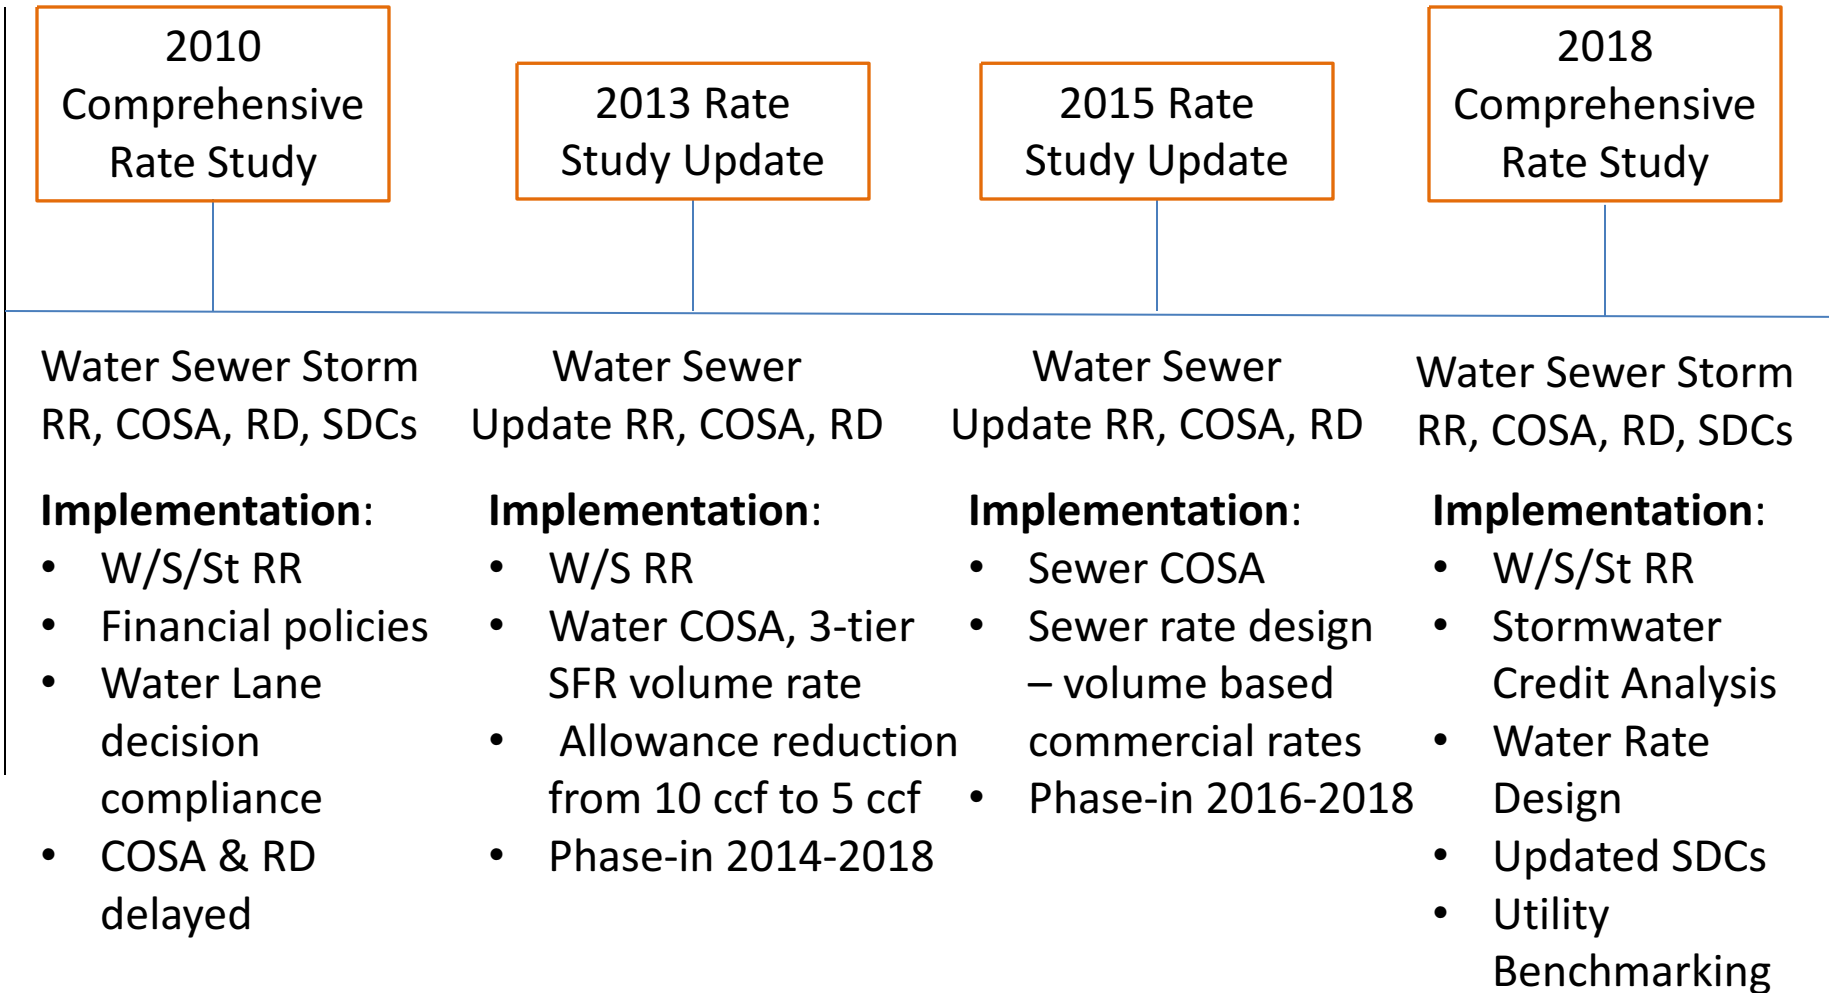 2010
Comprehensive
Rate Study
2013 Rate
Study Update
2015 Rate
Study Update
2018
Comprehensive
Rate Study
Water Sewer Storm
RR, COSA, RD, SDCs
Implementation:
• W/S/St RR
• Financial policies
• Water Lane
decision
compliance
• COSA & RD
delayed
Water Sewer
Update RR, COSA, RD
Implementation:
• W/S RR
• Water COSA, 3-tier
SFR volume rate
• Allowance reduction
from 10 ccf to 5 ccf
• Phase-in 2014-2018
Water Sewer
Update RR, COSA, RD
Implementation:
• Sewer COSA
• Sewer rate design
– volume based
commercial rates
• Phase-in 2016-2018
Water Sewer Storm
RR, COSA, RD, SDCs
Implementation:
• W/S/St RR
• Stormwater
Credit Analysis
• Water Rate
Design
• Updated SDCs
• Utility
Benchmarking